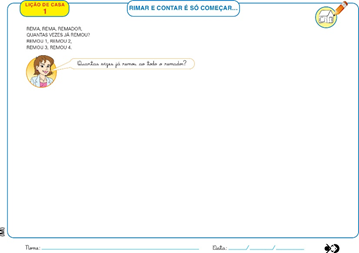 LIÇÃO DE CASA
1
RIMAR E CONTAR É SÓ COMEÇAR...
REMA, REMA, REMADOR,
QUANTAS VEZES JÁ REMOU?
REMOU 1, REMOU 2,
REMOU 3, REMOU 4.
Quantas vezes já remou ao todo o remador?
Nome:
Data: ____/____/____